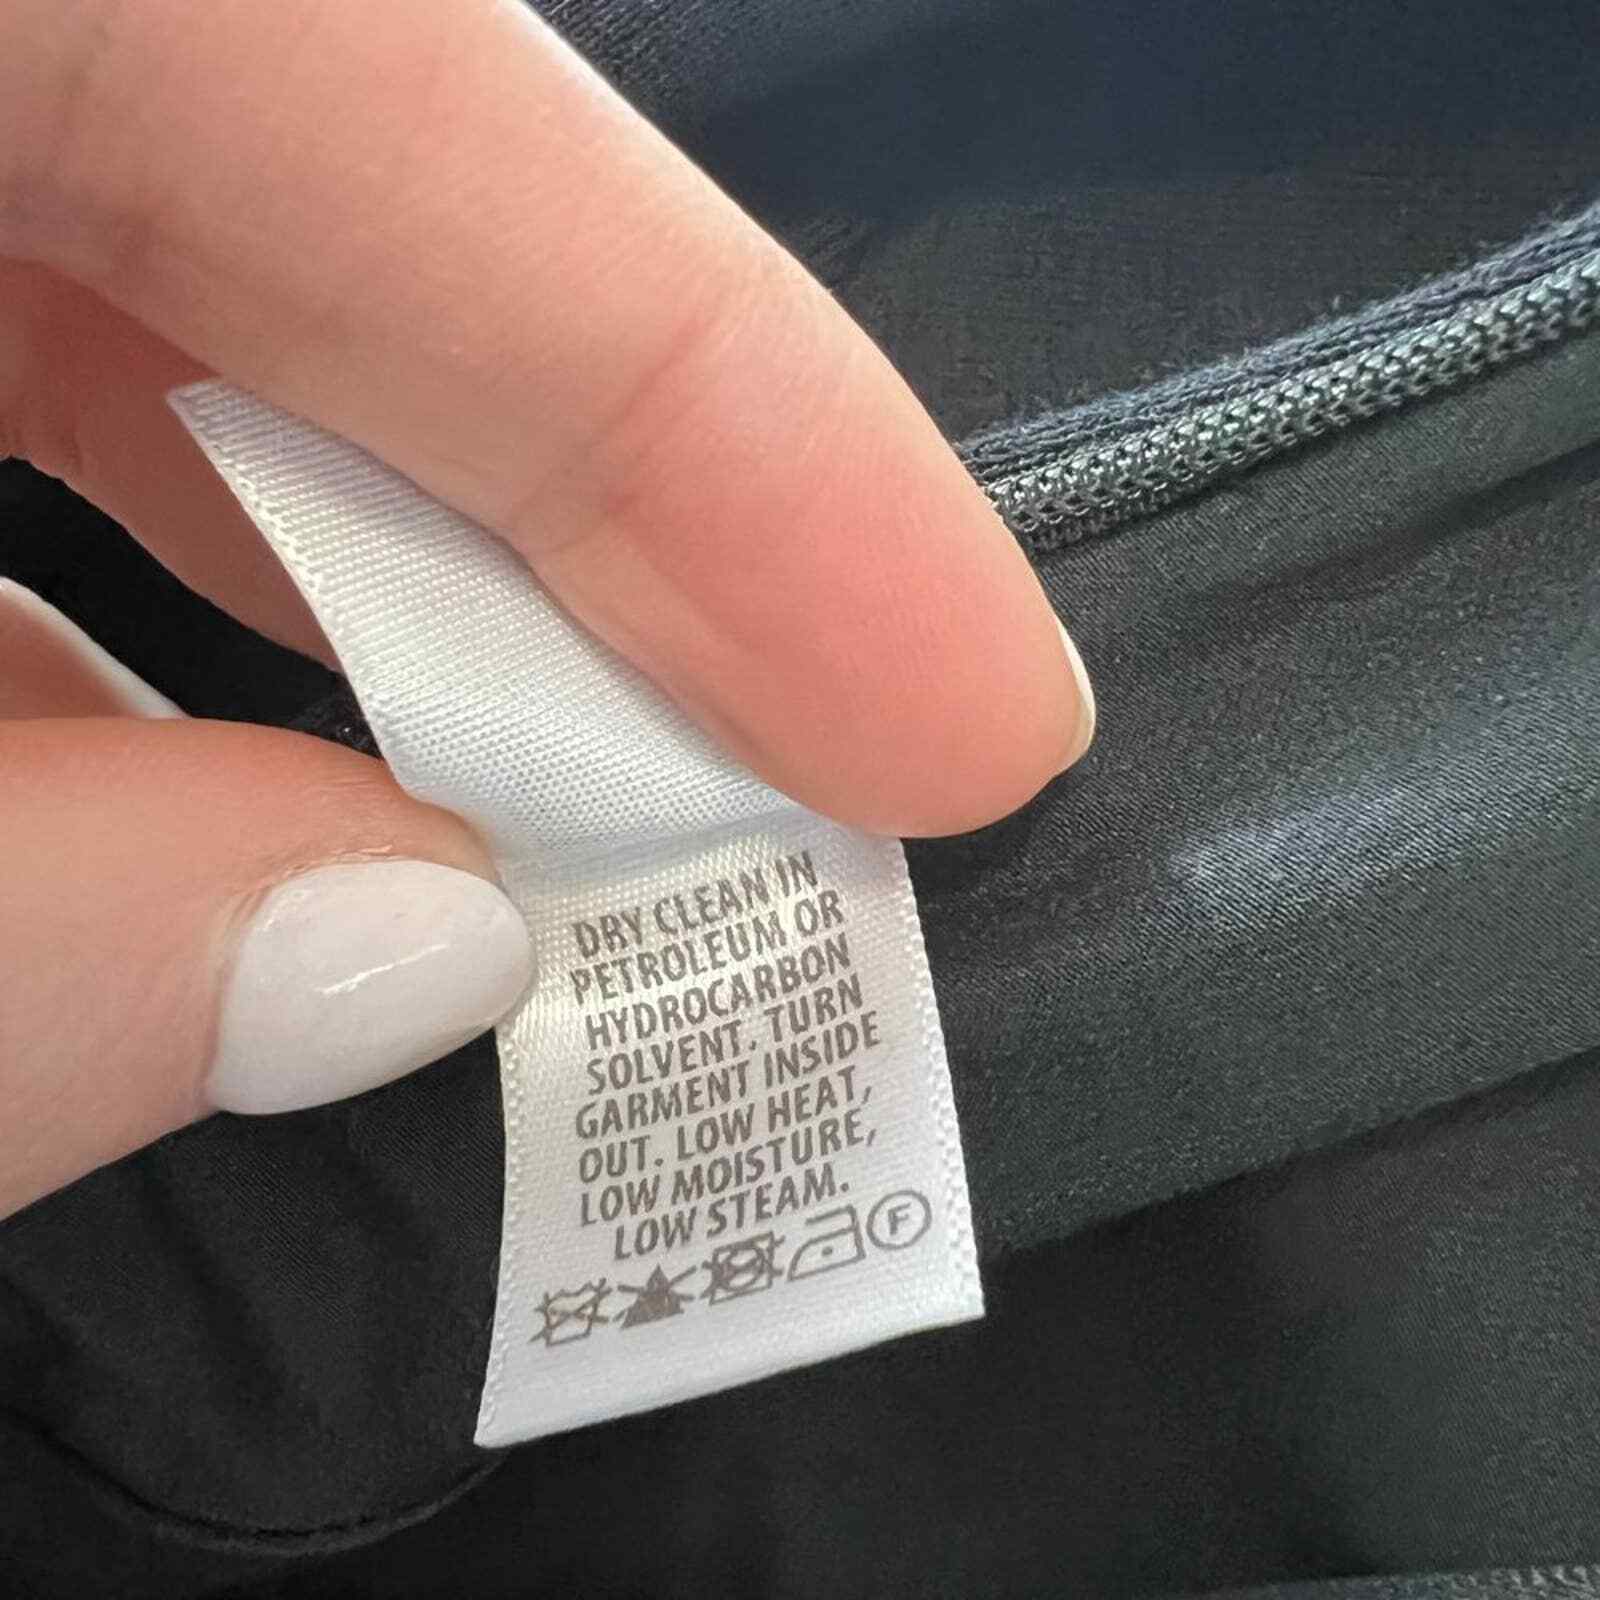 DRY CLEAN IN
PETROLEUM OR
HYDROCARBON
SOLVENT. TURN
GARMENT INSIDE
OUT. LOW HEAT,
LOW MOISTURE,
LOW STEAM.
F